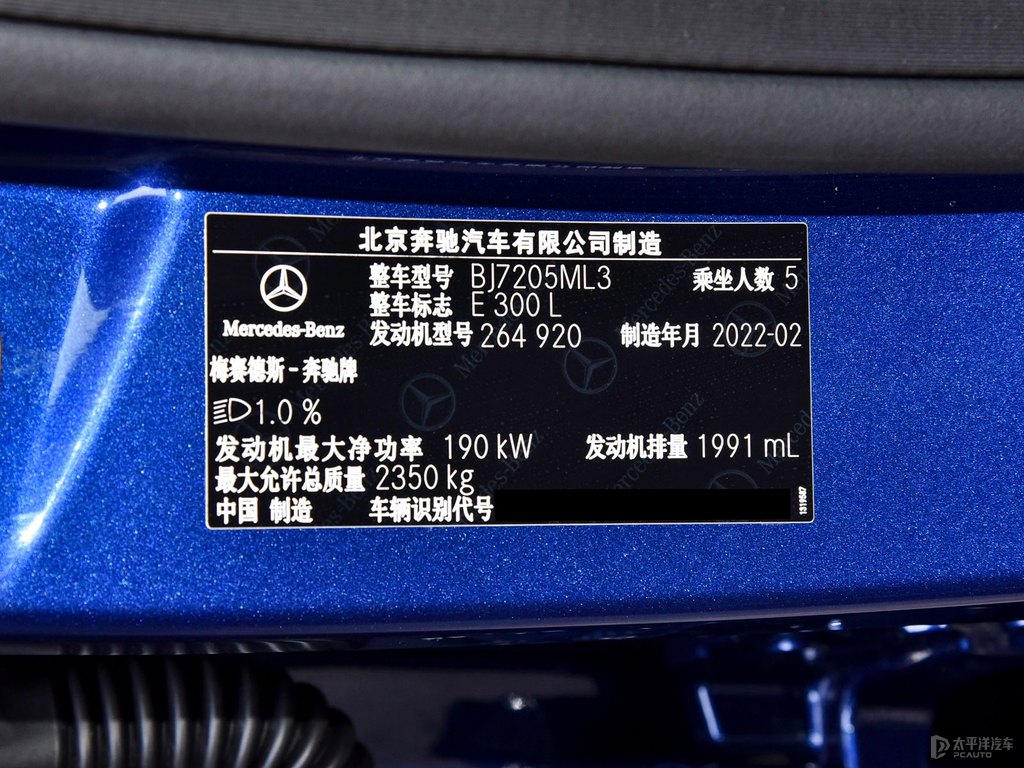 北京奔驰汽车有限公司制造
整车型号 BJ7205ML3 乘坐人数 5
整车标志 E 300 L
Mercedes-Benz 发动机型号 264 920 制造年月 2022-02
梅赛德斯-奔驰牌
1.0 %
发动机最大净功率 190 kW 发动机排量 1991 mL
最大允许总质量 2350 kg
中国 制造 车辆识别代号
1319587
太平洋汽车
PCAUTO